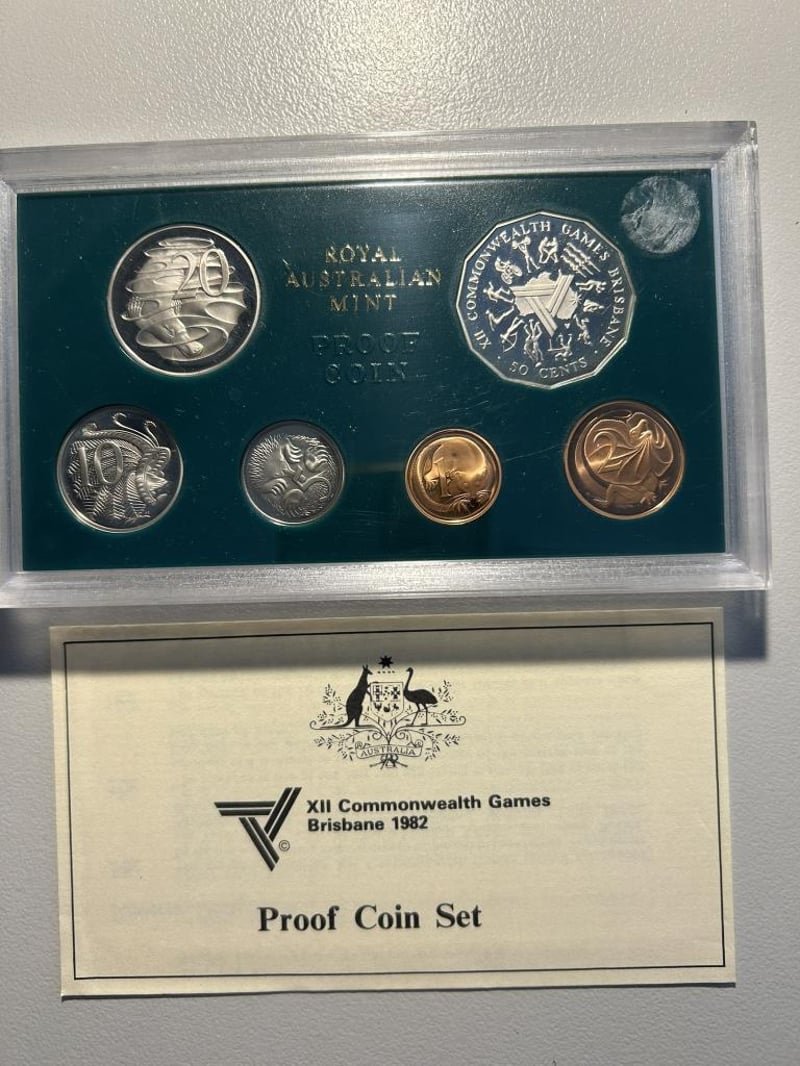 ROYAL
AUSTRALIAN
MINT
PROOF
COIN
20
XII COMMONWEALTH GAMES BRISBANE
50 CENTS
10
5
1
2
AUSTRALIA
XII Commonwealth Games
Brisbane 1982
©
Proof Coin Set